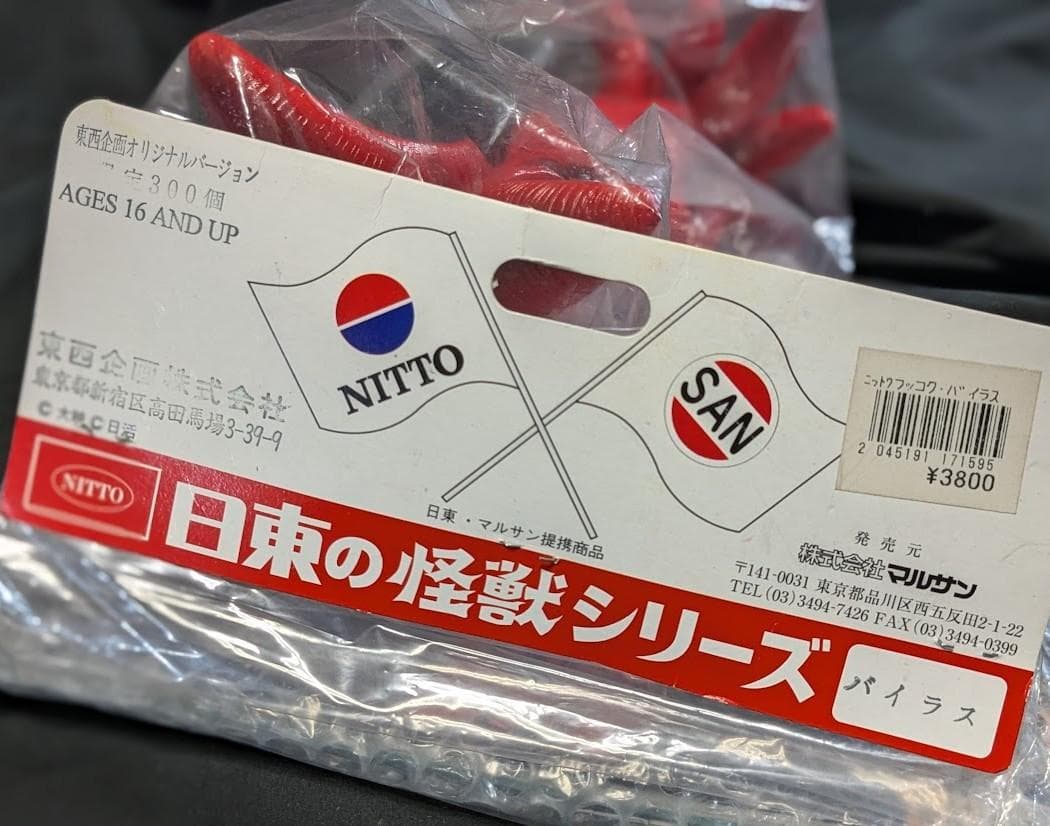 東西企画オリジナルバージョン
定300個
AGES 16 AND UP
東西企画株式会社
東京都新宿区高田馬場3-39-9
© 大映 © 日活
NITTO
SAN
日東・マルサン提携商品
ニットウフッコク・バイラス
2 045191 171595
¥3800
発売元
株式会社マルサン
〒141-0031 東京都品川区西五反田2-1-22
TEL(03)3494-7426 FAX(03)3494-0399
NITTO
日東の怪獣シリーズ
バイラス